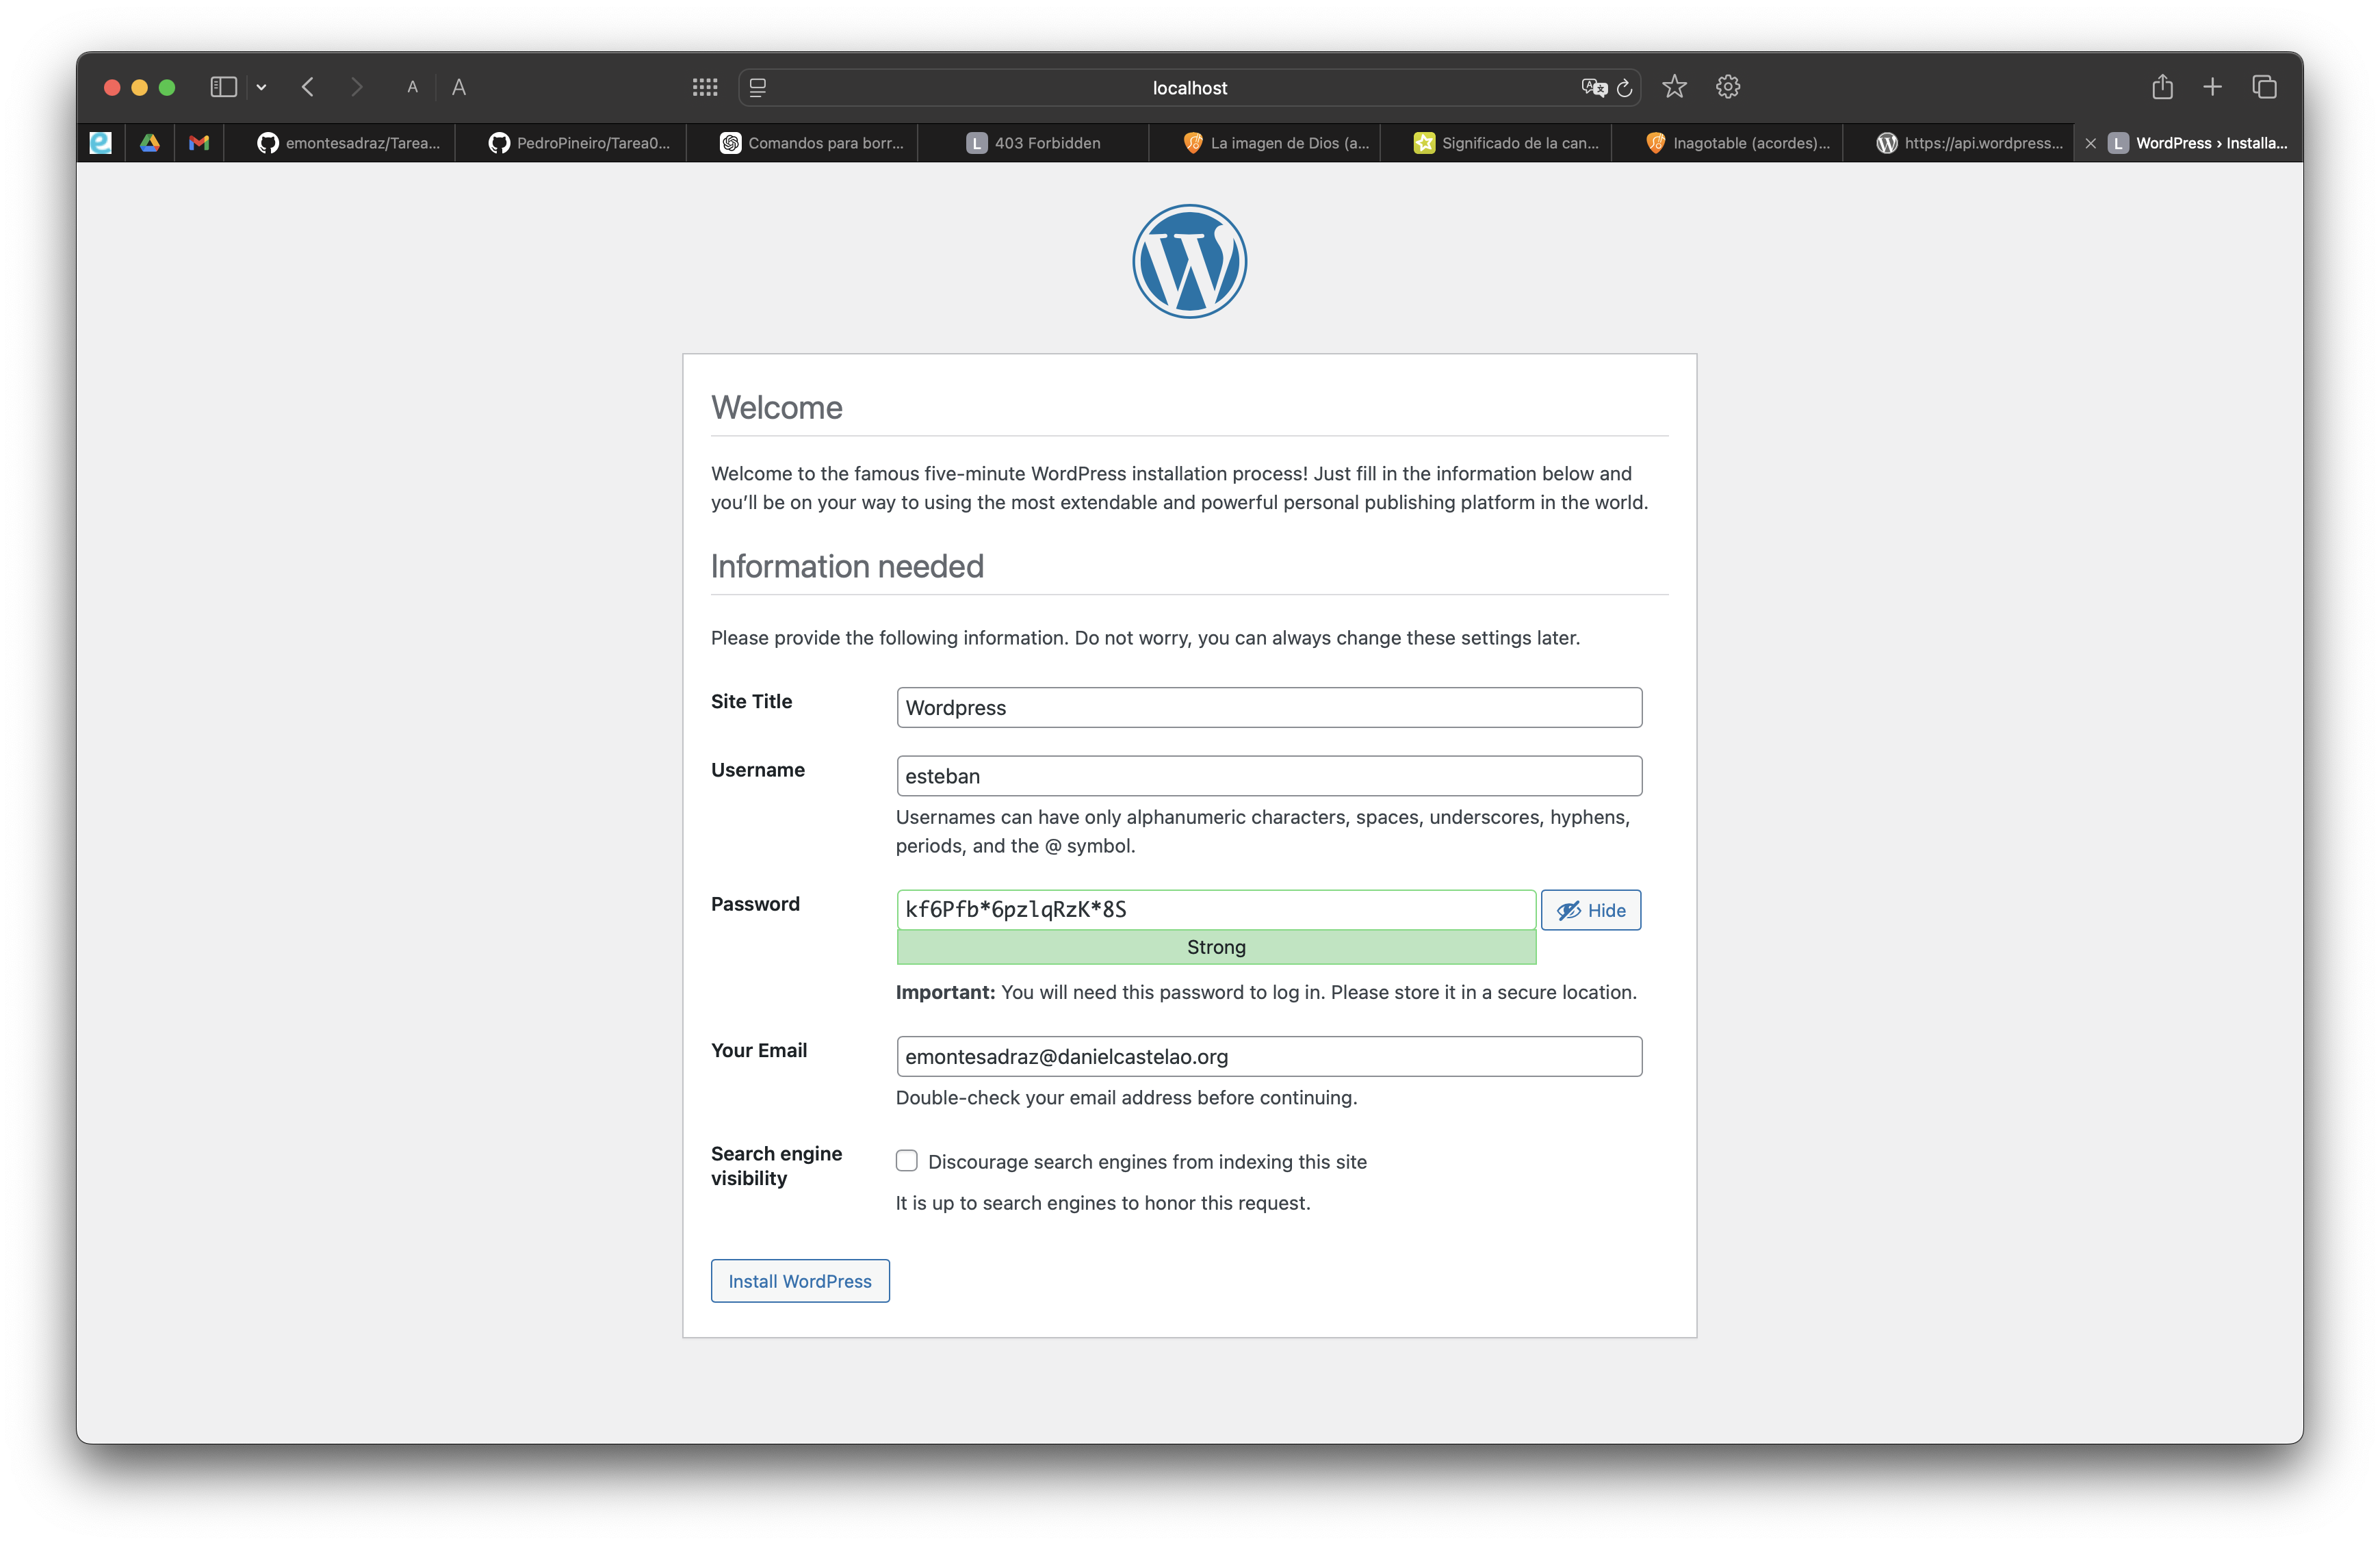 localhost
emontesadraz/Tarea...
PedroPineiro/Tarea0...
Comandos para borr...
L 403 Forbidden
La imagen de Dios (a...
Significado de la can...
Inagotable (acordes)...
https://api.wordpress...
L WordPress › Installa...
Welcome
Welcome to the famous five-minute WordPress installation process! Just fill in the information below and
you’ll be on your way to using the most extendable and powerful personal publishing platform in the world.
Information needed
Please provide the following information. Do not worry, you can always change these settings later.
Site Title
Wordpress
Username
esteban
Usernames can have only alphanumeric characters, spaces, underscores, hyphens,
periods, and the @ symbol.
Password
kf6Pfb*6pzlqRzK*8S
Hide
Strong
Important: You will need this password to log in. Please store it in a secure location.
Your Email
emontesadraz@danielcastelao.org
Double-check your email address before continuing.
Search engine
visibility
Discourage search engines from indexing this site
It is up to search engines to honor this request.
Install WordPress